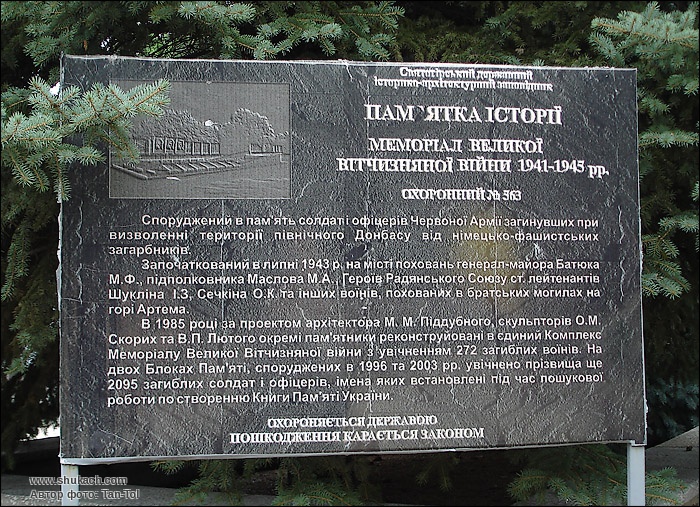 Святогірський державний
історико-архітектурний заповідник
ПАМ`ЯТКА ІСТОРІЇ
МЕМОРІАЛ ВЕЛИКОЇ
ВІТЧИЗНЯНОЇ ВІЙНИ 1941-1945 рр.
ОХОРОННИЙ № 563
Споруджений в пам'ять солдат і офіцерів Червоної Армії загинувших при
визволенні території північного Донбасу від німецько-фашистських
загарбників.
Започаткований в липні 1943 р. на місті поховань генерал-майора Батюка
М.Ф., підполковника Маслова М.А., Героїв Радянського Союзу ст. лейтенантів
Шукліна І.З, Сечкіна О.К. та інших воїнів, похованих в братських могилах на
горі Артема.
В 1985 році за проектом архітектора М. М. Піддубного, скульпторів О.М.
Скорих та В.П. Лютого окремі пам'ятники реконструйовані в єдиний Комплекс
Меморіалу Великої Вітчизняної війни з увічненням 272 загиблих воїнів. На
двох Блоках Пам'яті, споруджених в 1996 та 2003 рр. увічнено прізвища ще
2095 загиблих солдат і офіцерів, імена яких встановлені під час пошукової
роботи по створенню Книги Пам'яті України.
ОХОРОНЯЄТЬСЯ ДЕРЖАВОЮ
ПОШКОДЖЕННЯ КАРАЄТЬСЯ ЗАКОНОМ
www.shukach.com
Автор фото: Tan-Tol